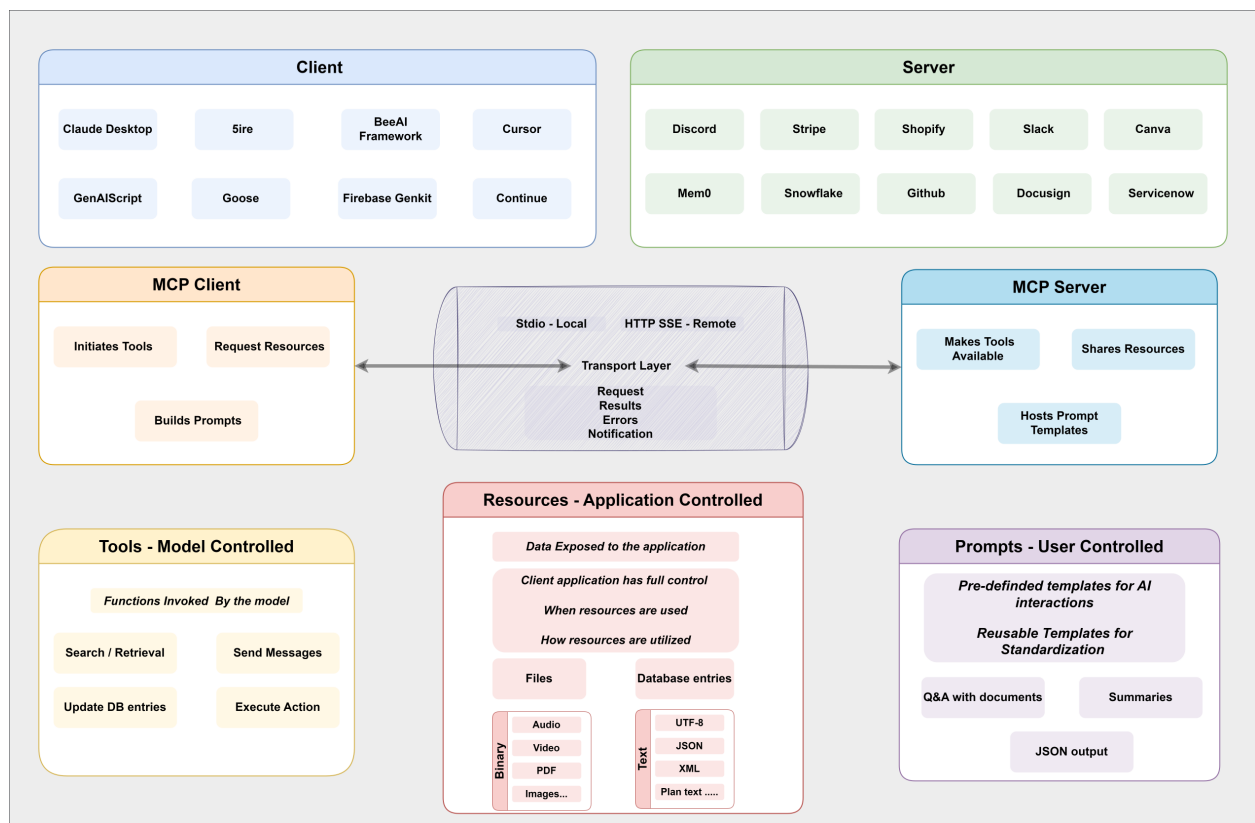 Client
Claude Desktop
5ire
BeeAI
Framework
Cursor
GenAIScript
Goose
Firebase Genkit
Continue
Server
Discord
Stripe
Shopify
Slack
Canva
Mem0
Snowflake
Github
Docusign
Servicenow
MCP Client
Initiates Tools
Request Resources
Builds Prompts
Stdio - Local
HTTP SSE - Remote
Transport Layer
Request
Results
Errors
Notification
MCP Server
Makes Tools
Available
Shares Resources
Hosts Prompt
Templates
Tools - Model Controlled
Functions Invoked By the model
Search / Retrieval
Send Messages
Update DB entries
Execute Action
Resources - Application Controlled
Data Exposed to the application
Client application has full control
When resources are used
How resources are utilized
Files
Database entries
Binary
Audio
Video
PDF
Images...
Text
UTF-8
JSON
XML
Plan text .....
Prompts - User Controlled
Pre-definded templates for AI
interactions
Reusable Templates for
Standardization
Q&A with documents
Summaries
JSON output